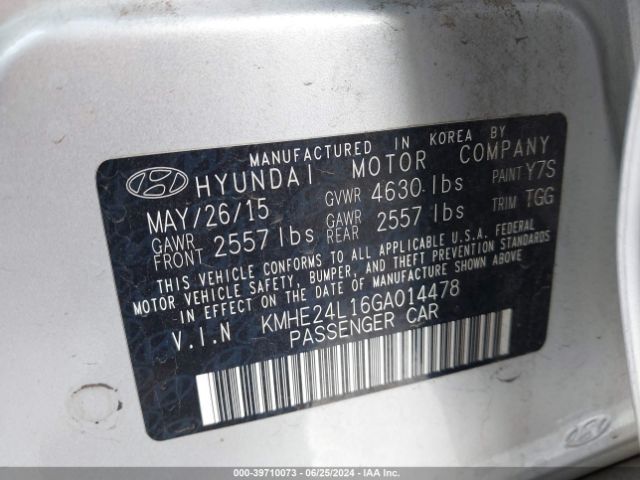 MANUFACTURED IN KOREA BY
HYUNDAI MOTOR COMPANY
MAY/26/15 GVWR 4630 lbs PAINT Y7S
GAWR FRONT 2557 lbs GAWR REAR 2557 lbs TRIM TGG
THIS VEHICLE CONFORMS TO ALL APPLICABLE U.S.A. FEDERAL
MOTOR VEHICLE SAFETY, BUMPER, AND THEFT PREVENTION STANDARDS
IN EFFECT ON THE DATE OF MANUFACTURE SHOWN ABOVE.
V.I.N KMHE24L16GA014478
PASSENGER CAR
000-39710073 - 06/25/2024 - IAA Inc.